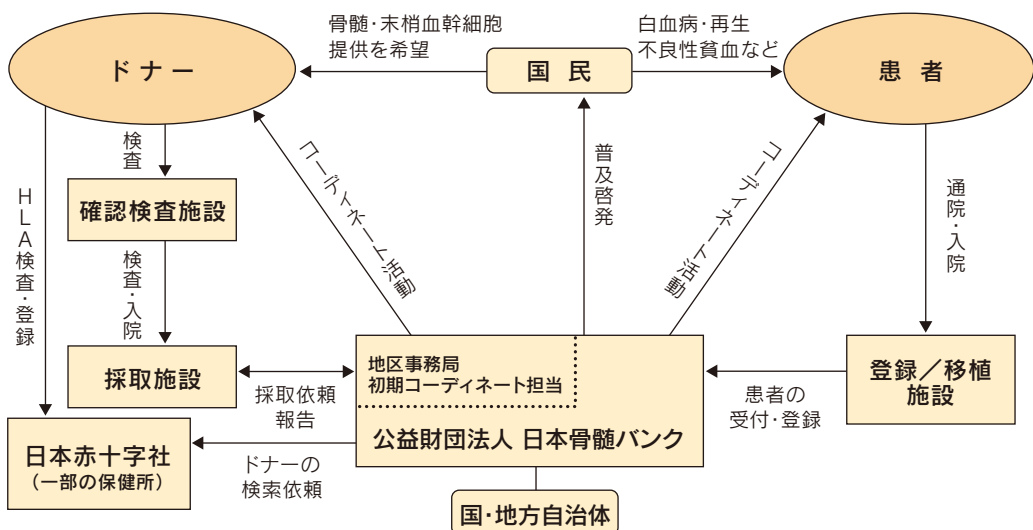 骨髄・末梢血幹細胞
提供を希望
白血病・再生
不良性貧血など
ドナー
国民
患者
検査
コーディネート活動
普及啓発
コーディネート活動
HLA検査・登録
確認検査施設
通院・入院
検査・入院
地区事務局
初期コーディネート担当
採取施設
採取依頼
報告
登録／移植
施設
患者の
受付・登録
公益財団法人 日本骨髄バンク
日本赤十字社
（一部の保健所）
ドナーの
検索依頼
国・地方自治体